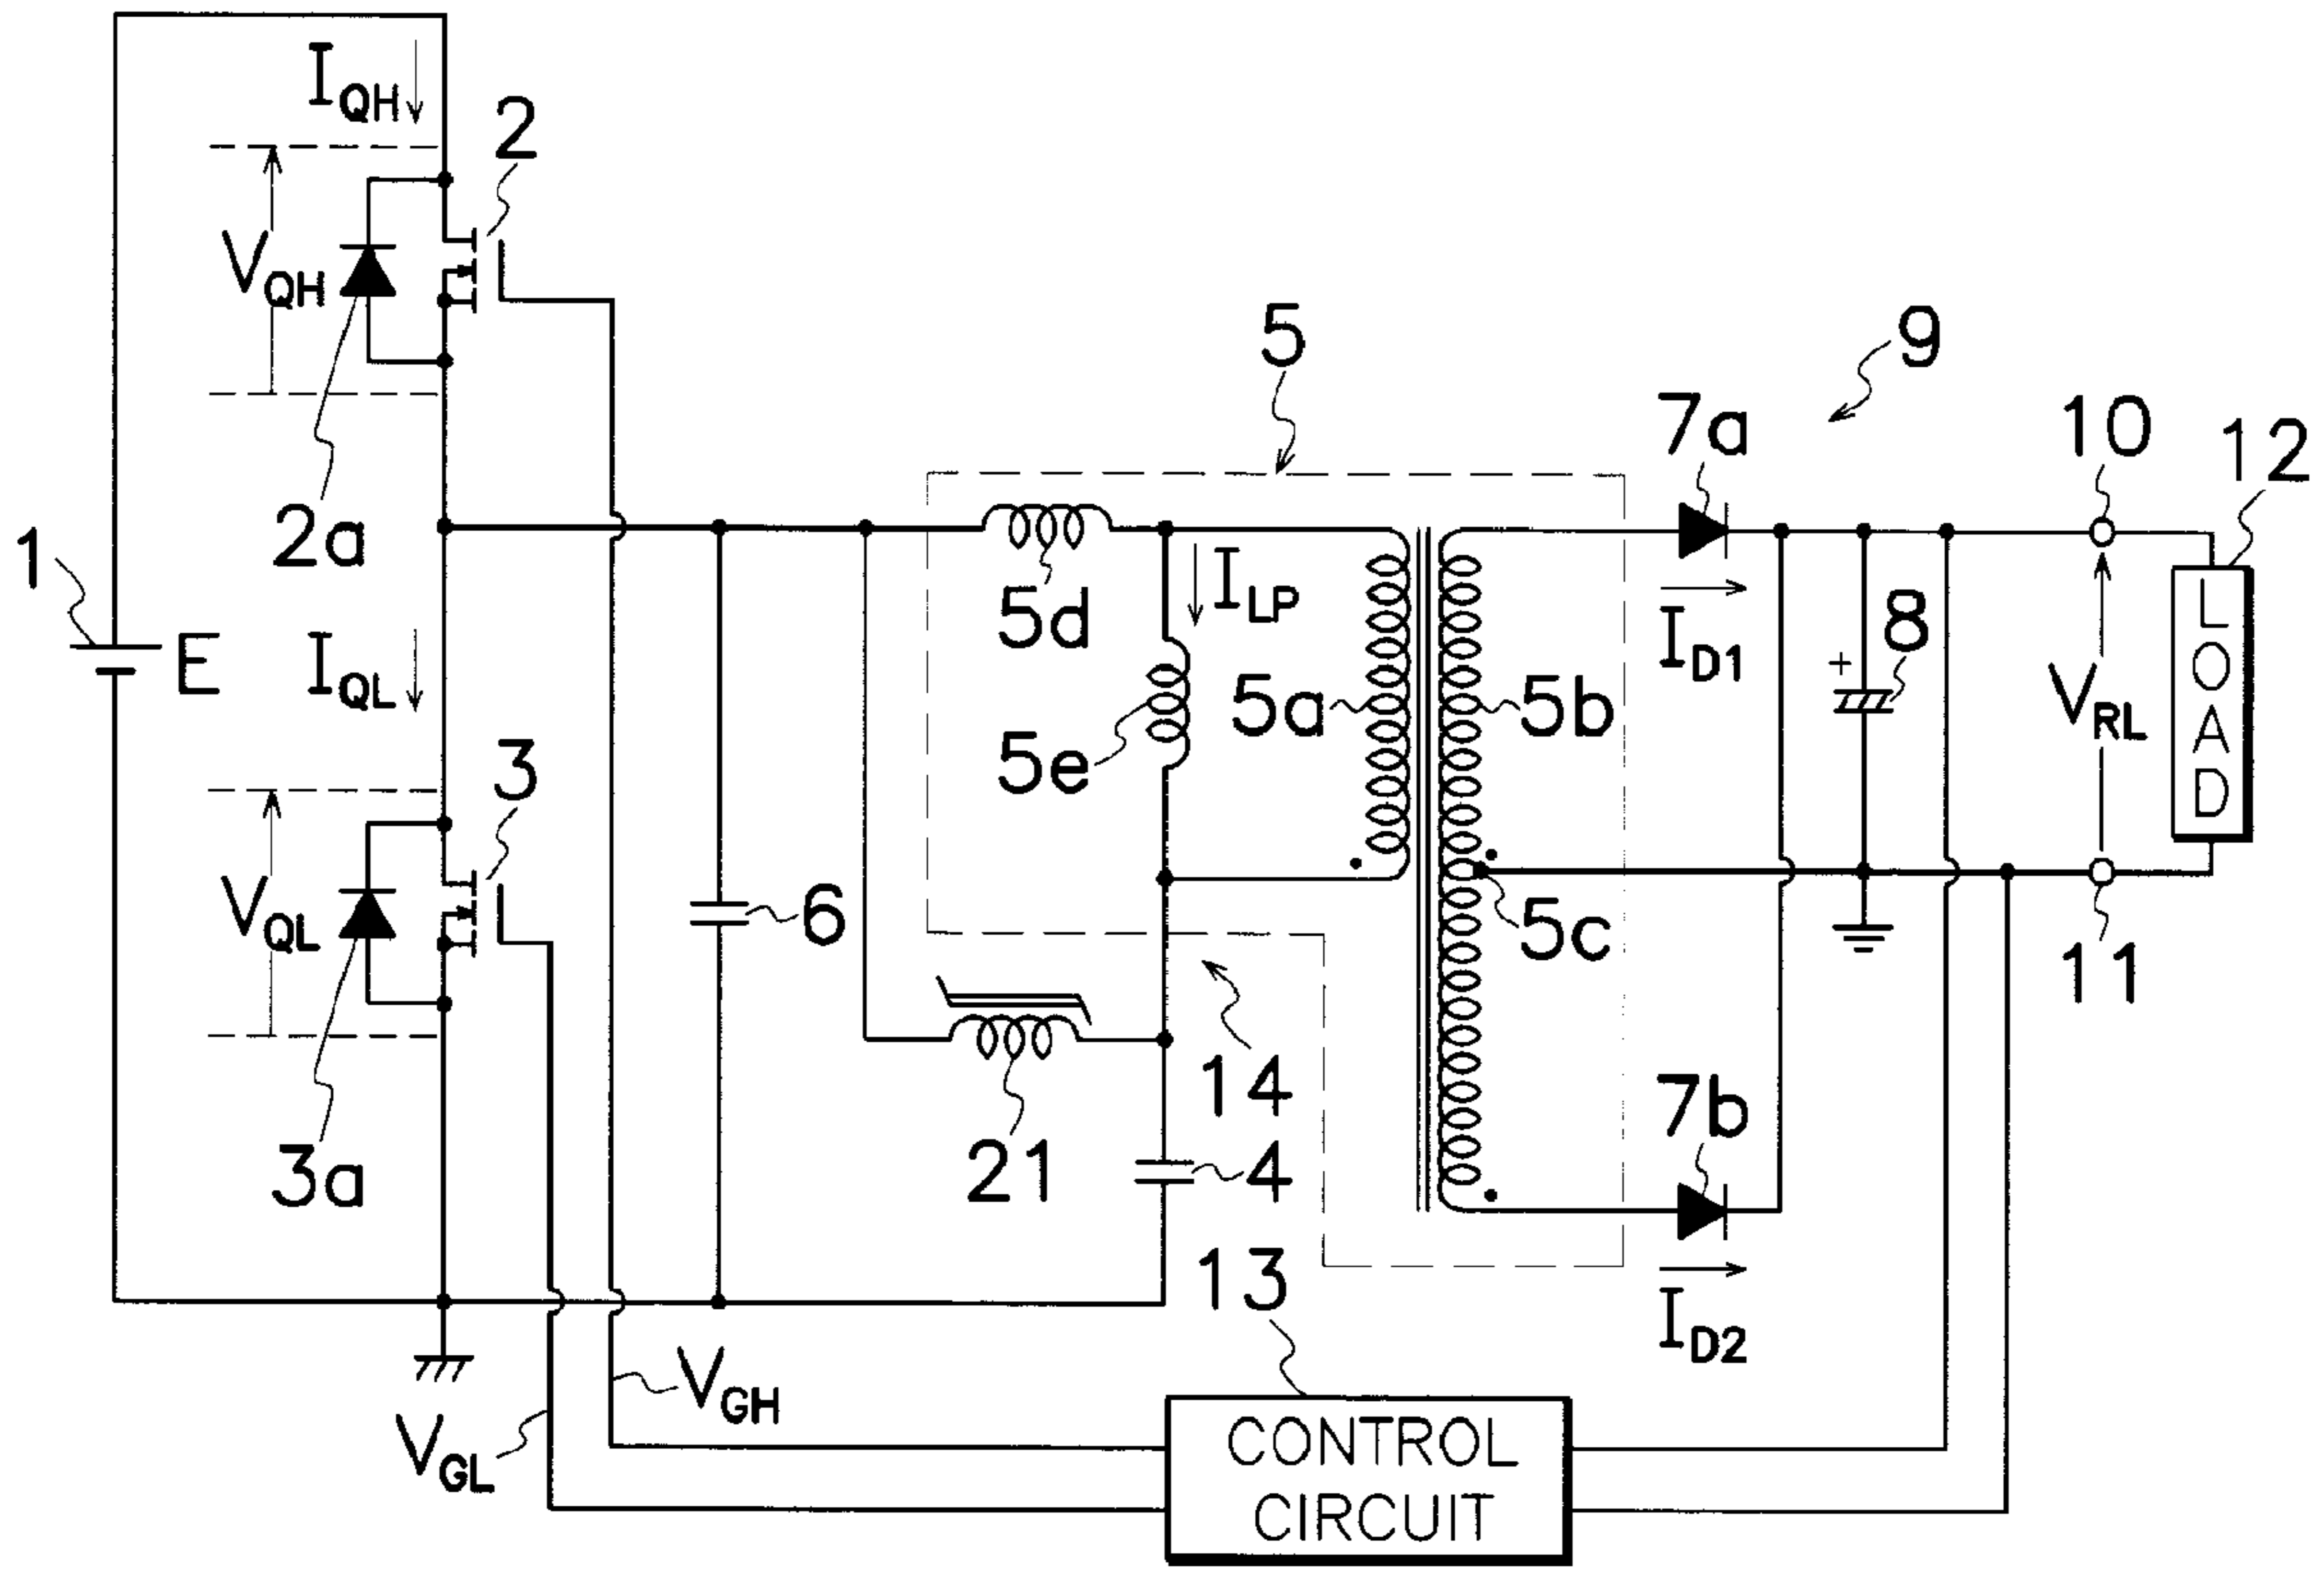 I_QH
2
V_QH
2a
5
9
7a
10
12
1
E
I_QL
5d
I_LP
5a
5e
5b
I_D1
+
8
V_RL
LOAD
3
V_QL
6
5c
11
3a
21
14
4
7b
13
I_D2
V_GH
V_GL
CONTROL
CIRCUIT